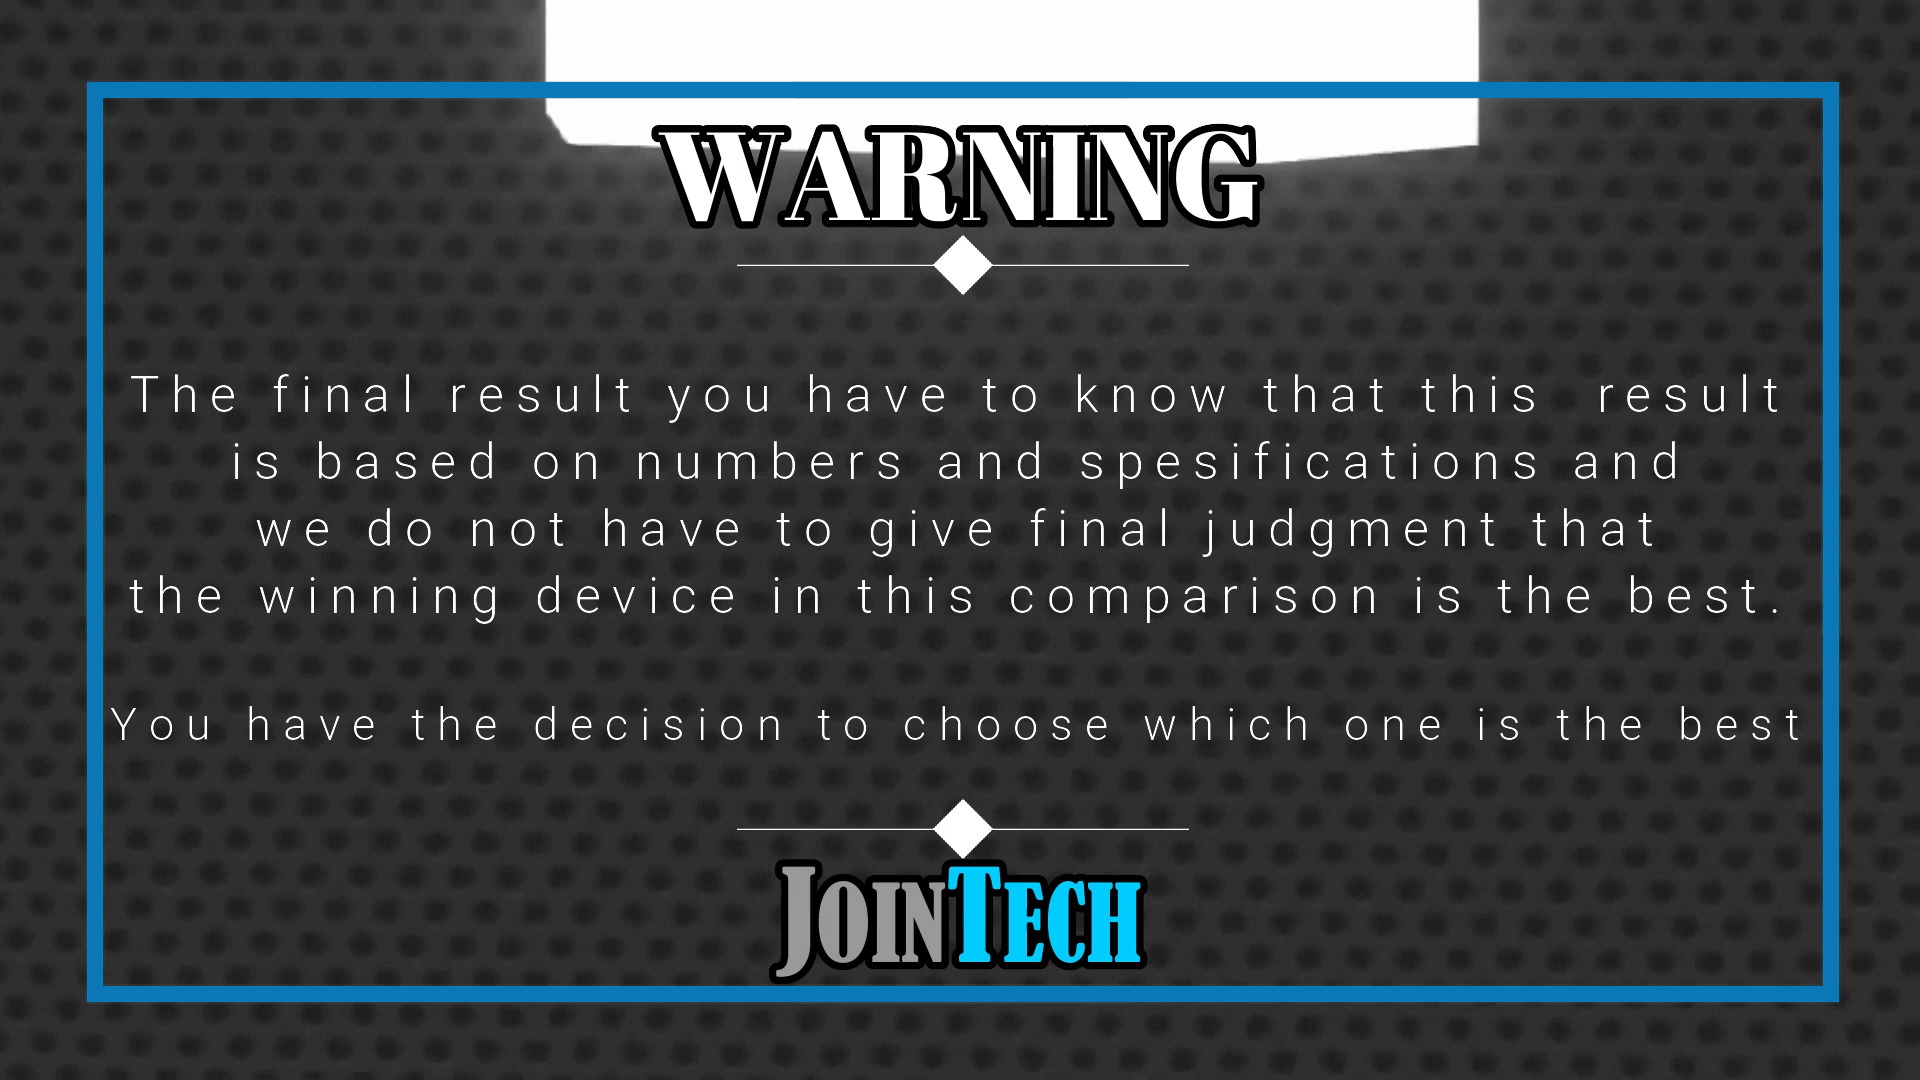 WARNING
The final result you have to know that this result
is based on numbers and spesifications and
we do not have to give final judgment that
the winning device in this comparison is the best.
You have the decision to choose which one is the best
JOINTECH